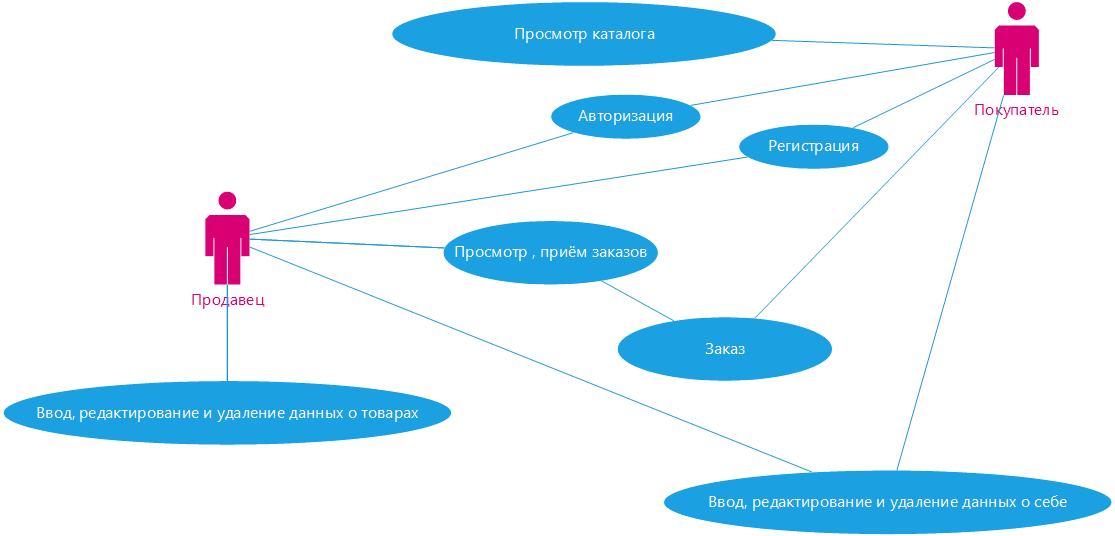 Просмотр каталога
Покупатель
Авторизация
Регистрация
Просмотр , приём заказов
Продавец
Заказ
Ввод, редактирование и удаление данных о товарах
Ввод, редактирование и удаление данных о себе